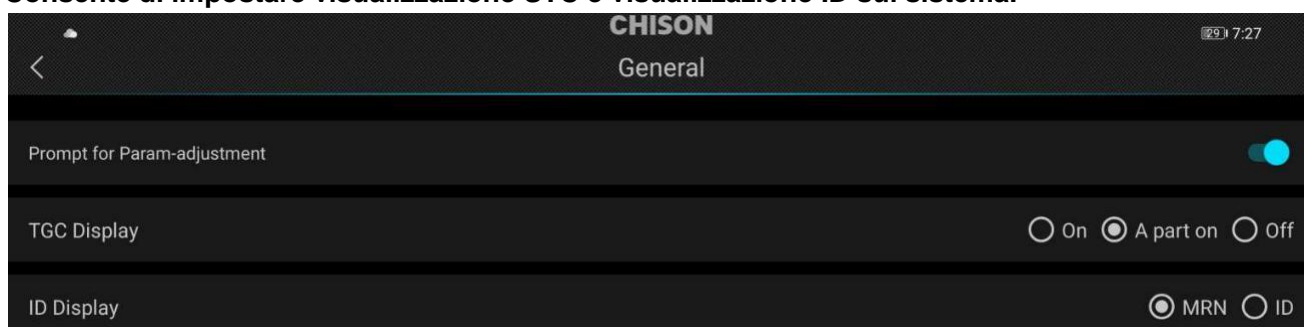 Consente di impostare visualizzazione e visualizzazione ID sul sistema.
CHISON
29 7:27
General
Prompt for Param-adjustment
TGC Display On A part on Off
ID Display MRN ID